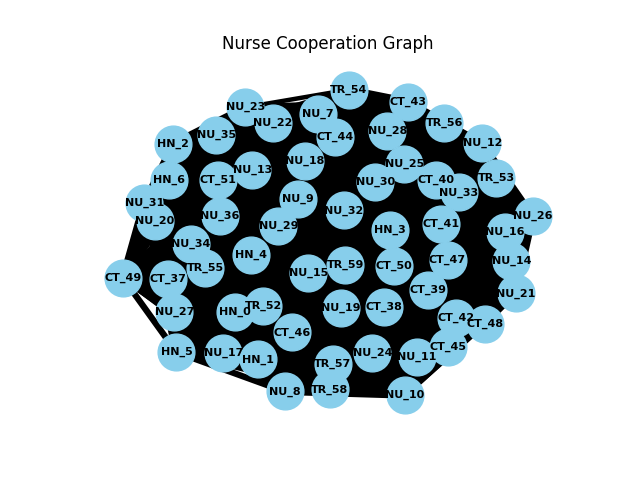 Nurse Cooperation Graph
TR_54
CT_43
NU_23
NU_7
NU_22
TR_56
NU_28
NU_35
CT_44
HN_2
NU_12
NU_18
NU_25
NU_13
TR_53
HN_6
CT_51
NU_30
CT_40
NU_33
NU_9
NU_31
NU_32
NU_36
NU_26
NU_20
CT_41
NU_29
HN_3
NU_16
NU_34
HN_4
CT_47
NU_14
TR_59
CT_50
TR_55
NU_15
CT_49
CT_37
CT_39
NU_21
TR_52
CT_38
NU_19
NU_27
HN_0
CT_42
CT_48
CT_46
CT_45
HN_5
NU_17
NU_24
NU_11
HN_1
TR_57
TR_58
NU_8
NU_10